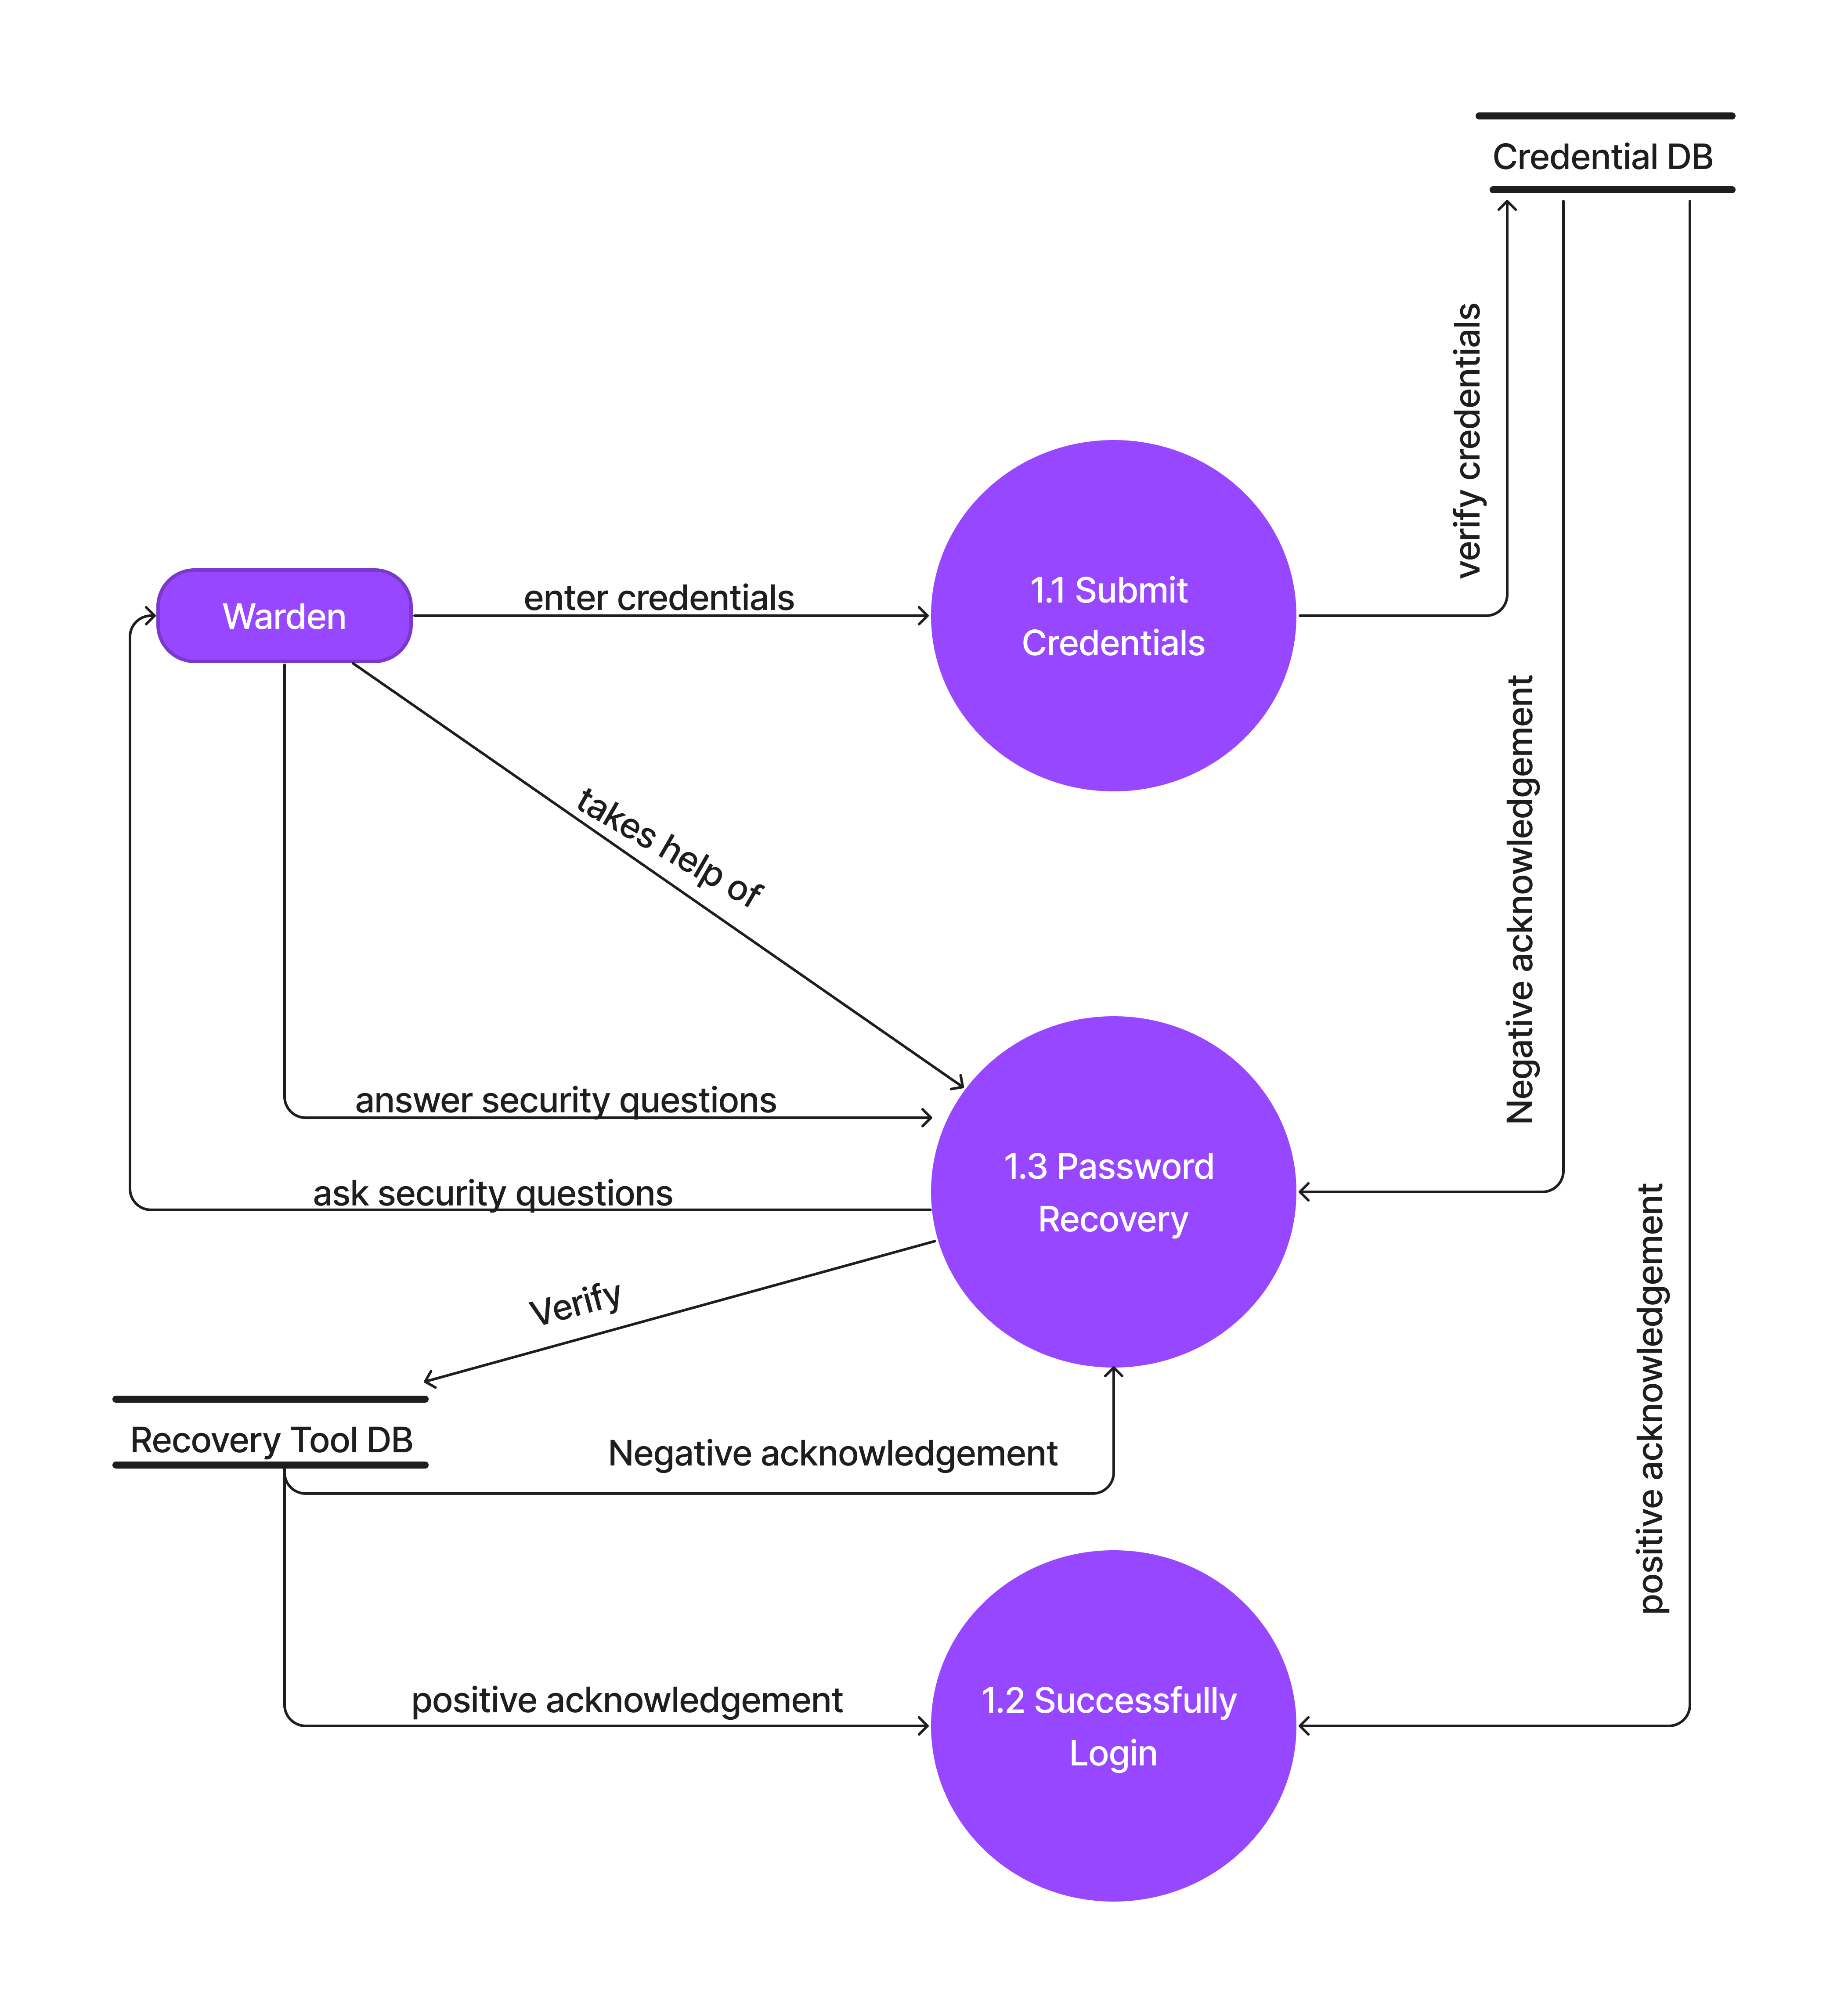 Credential DB
verify credentials
enter credentials
1.1 Submit
Credentials
Warden
Negative acknowledgement
takes help of
answer security questions
1.3 Password
Recovery
ask security questions
positive acknowledgement
Verify
Recovery Tool DB
Negative acknowledgement
positive acknowledgement
1.2 Successfully
Login